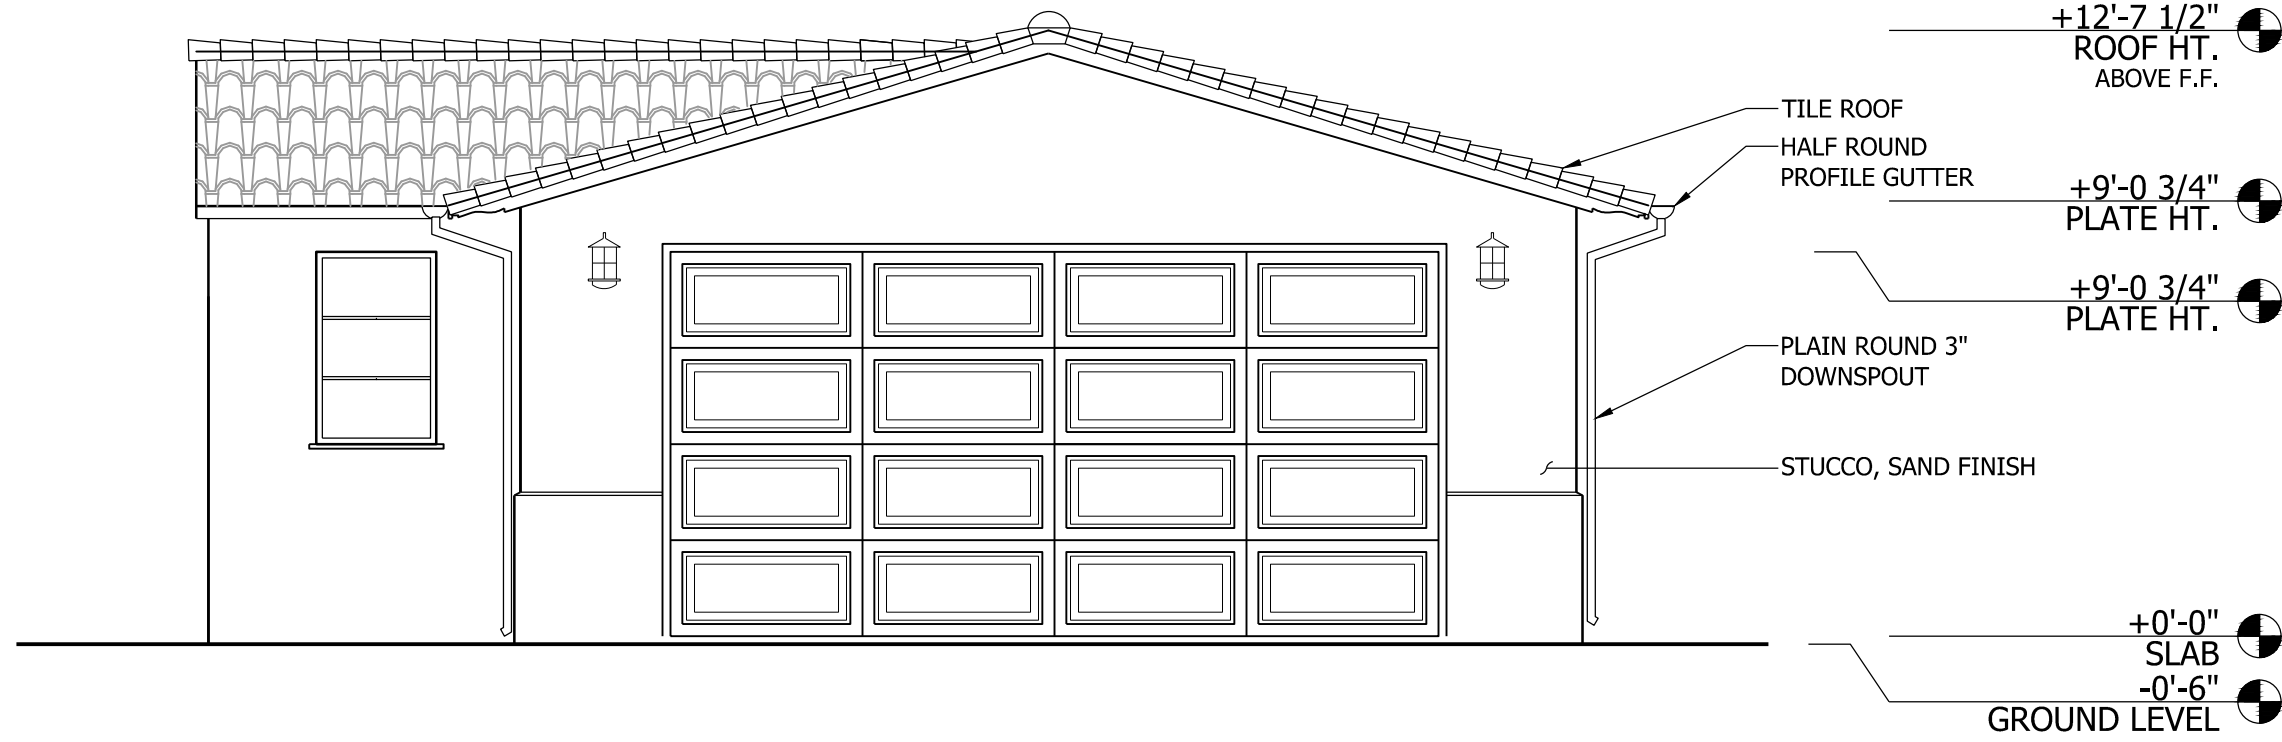 +12'-7 1/2"
ROOF HT.
ABOVE F.F.
TILE ROOF
HALF ROUND
PROFILE GUTTER
+9'-0 3/4"
PLATE HT.
+9'-0 3/4"
PLATE HT.
PLAIN ROUND 3"
DOWNSPOUT
STUCCO, SAND FINISH
+0'-0"
SLAB
-0'-6"
GROUND LEVEL